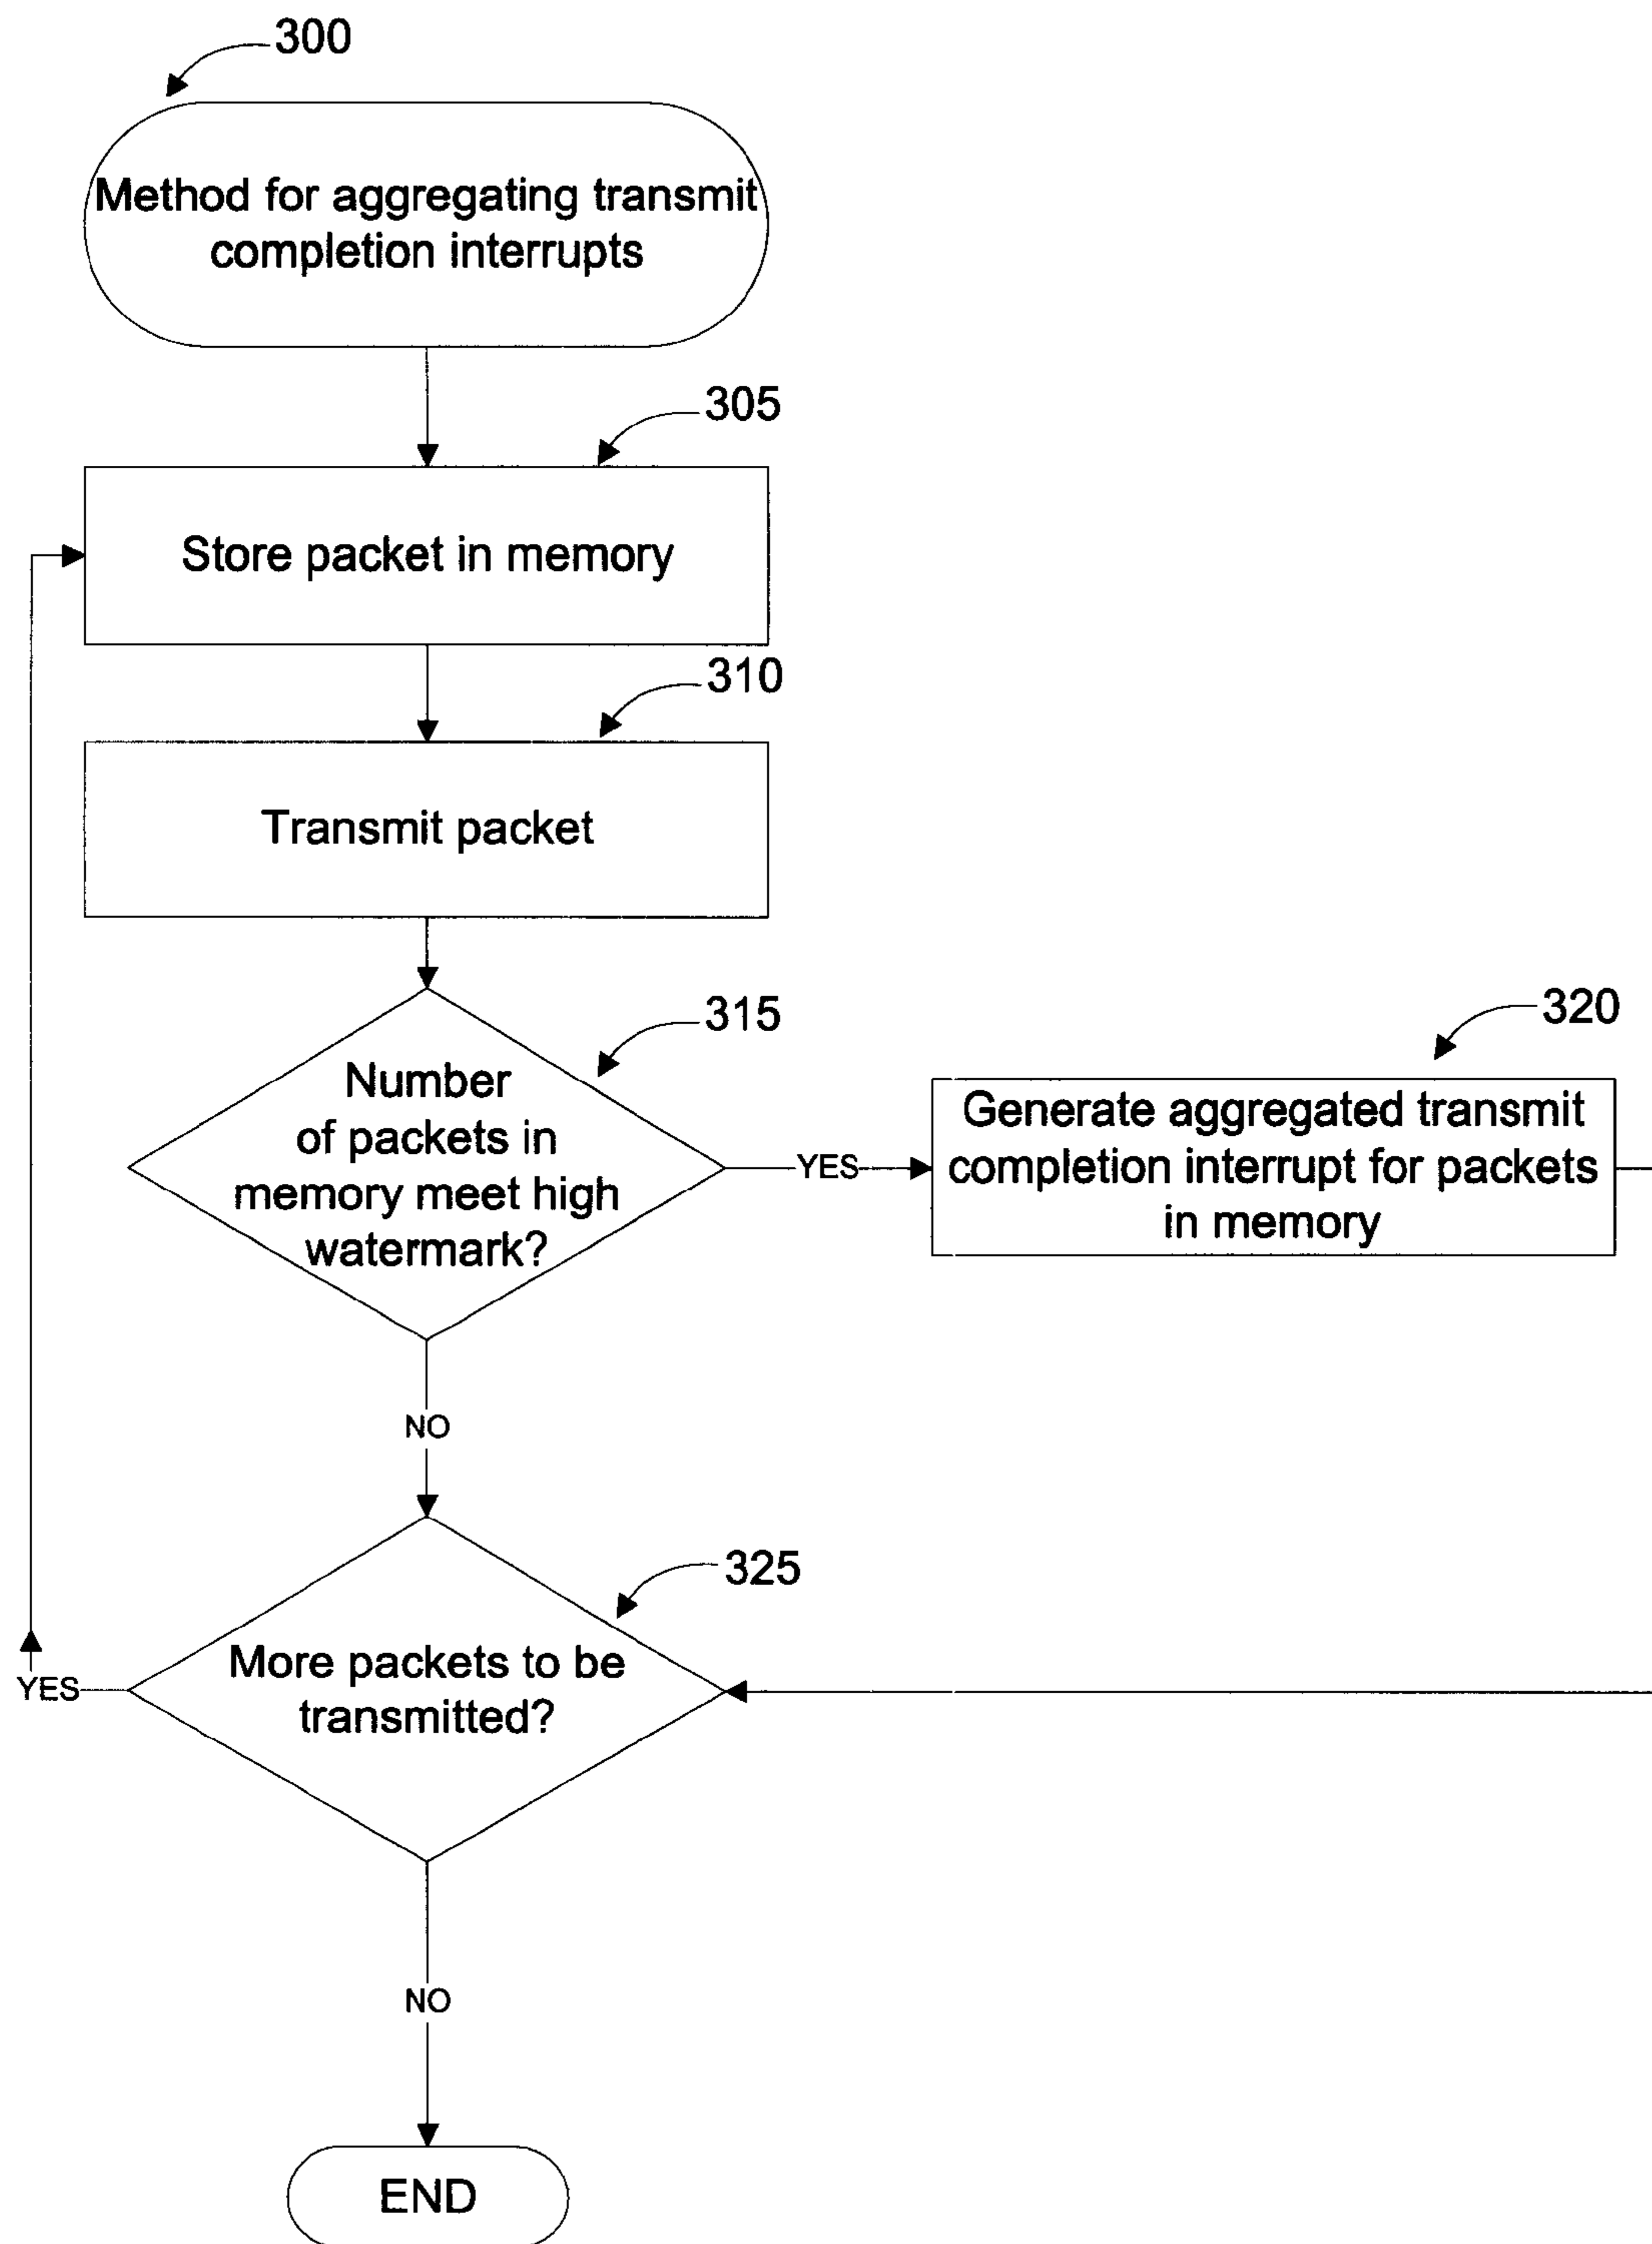 300
Method for aggregating transmit
completion interrupts
305
Store packet in memory
310
Transmit packet
315
Number
of packets in
memory meet high
watermark?
YES
320
Generate aggregated transmit
completion interrupt for packets
in memory
NO
325
More packets to be
transmitted?
YES
NO
END